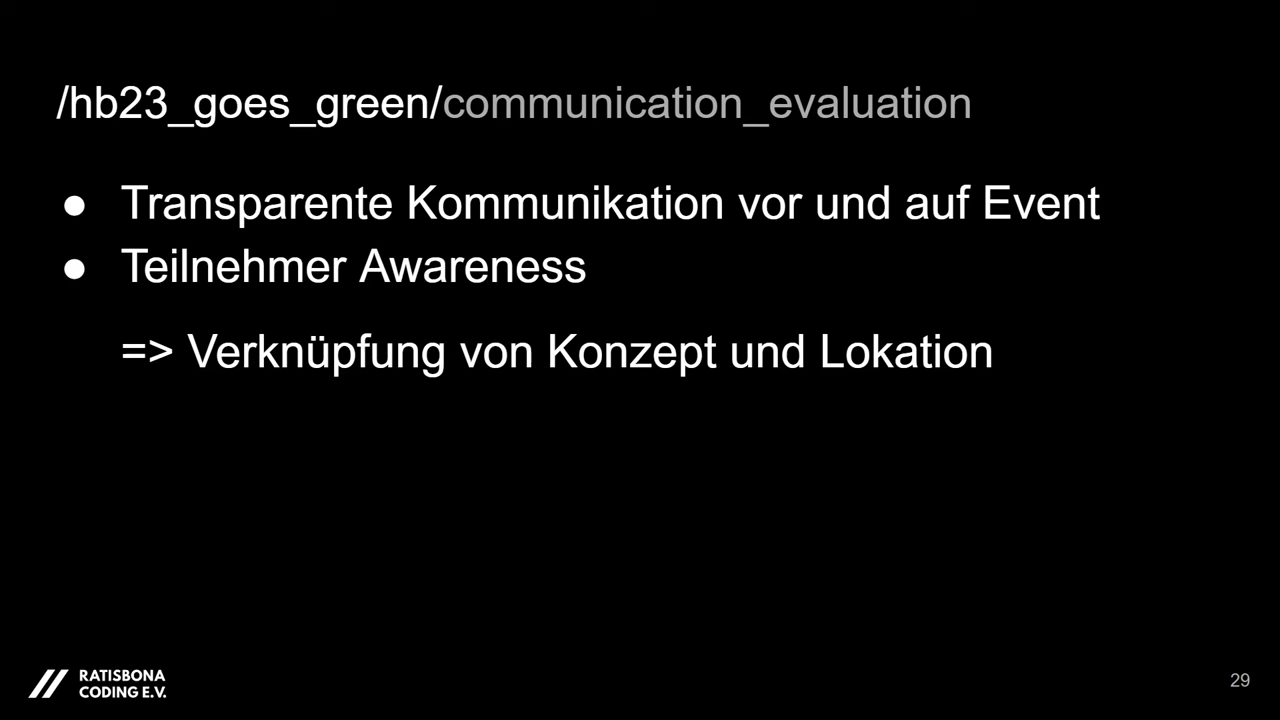 /hb23_goes_green/communication_evaluation
● Transparente Kommunikation vor und auf Event
● Teilnehmer Awareness
=> Verknüpfung von Konzept und Lokation
RATISBONA
CODING E.V.
29